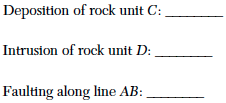 Deposition of rock unit C: ________
Intrusion of rock unit D: ________
Faulting along line AB: ________